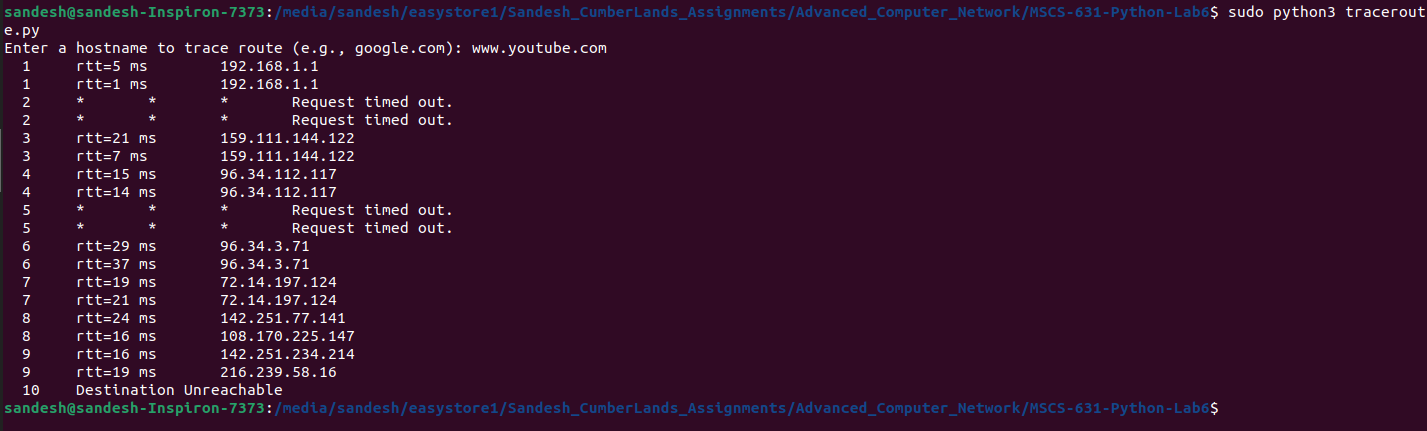 sandesh@sandesh-Inspiron-7373:/media/sandesh/easystore1/Sandesh_CumberLands_Assignments/Advanced_Computer_Network/MSCS-631-Python-Lab6$ sudo python3 tracerout
e.py
Enter a hostname to trace route (e.g., google.com): www.youtube.com
  1     rtt=5 ms        192.168.1.1
  1     rtt=1 ms        192.168.1.1
  2     *       *       *       Request timed out.
  2     *       *       *       Request timed out.
  3     rtt=21 ms       159.111.144.122
  3     rtt=7 ms        159.111.144.122
  4     rtt=15 ms       96.34.112.117
  4     rtt=14 ms       96.34.112.117
  5     *       *       *       Request timed out.
  5     *       *       *       Request timed out.
  6     rtt=29 ms       96.34.3.71
  6     rtt=37 ms       96.34.3.71
  7     rtt=19 ms       72.14.197.124
  7     rtt=21 ms       72.14.197.124
  8     rtt=24 ms       142.251.77.141
  8     rtt=16 ms       108.170.225.147
  9     rtt=16 ms       142.251.234.214
  9     rtt=19 ms       216.239.58.16
  10    Destination Unreachable
sandesh@sandesh-Inspiron-7373:/media/sandesh/easystore1/Sandesh_CumberLands_Assignments/Advanced_Computer_Network/MSCS-631-Python-Lab6$